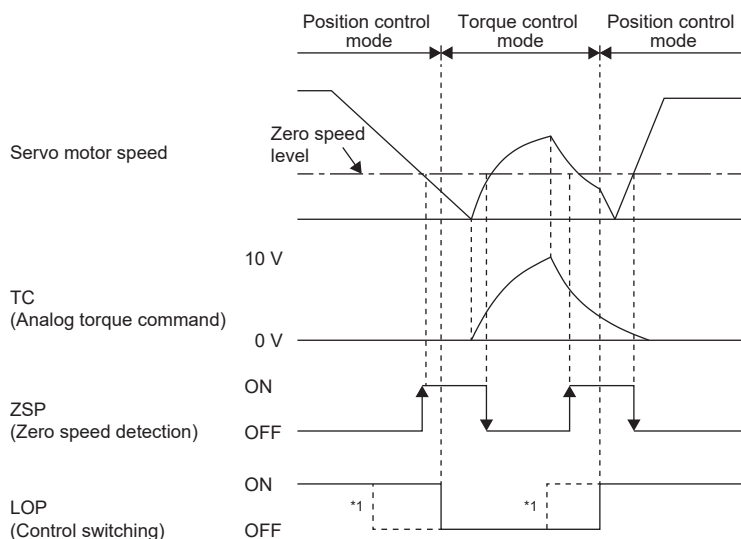 Position control
mode
Torque control
mode
Position control
mode
Servo motor speed
Zero speed
level
10 V
TC
(Analog torque command)
0 V
ON
ZSP
(Zero speed detection)
OFF
ON
*1
*1
LOP
(Control switching)
OFF